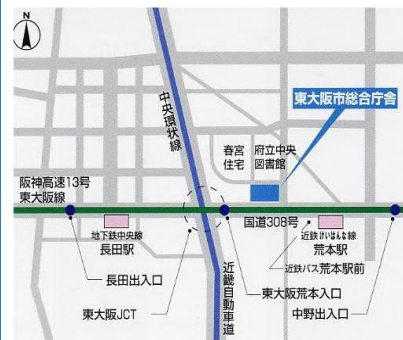 N
中央環状線
東大阪市総合庁舎
春宮
住宅
府立中央
図書館
阪神高速13号
東大阪線
国道308号
地下鉄中央線
長田駅
近鉄けいはんな線
荒本駅
近鉄バス荒本駅前
長田出入口
東大阪荒本入口
東大阪JCT
近畿自動車道
中野出入口